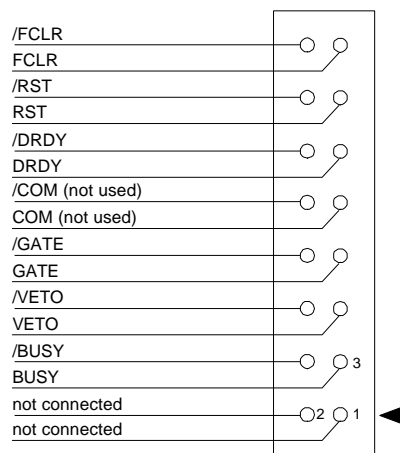 /FCLR
FCLR
/RST
RST
/DRDY
DRDY
/COM (not used)
COM (not used)
/GATE
GATE
/VETO
VETO
/BUSY
3
BUSY
not connected
2 1
not connected